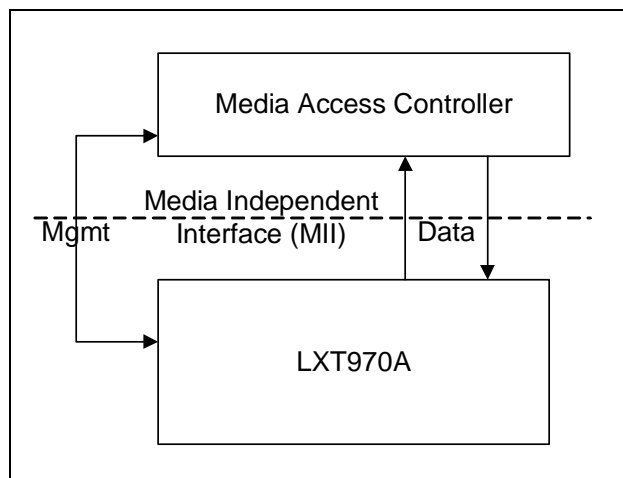 Media Access Controller
Media Independent
Mgmt
Interface (MII)
Data
LXT970A